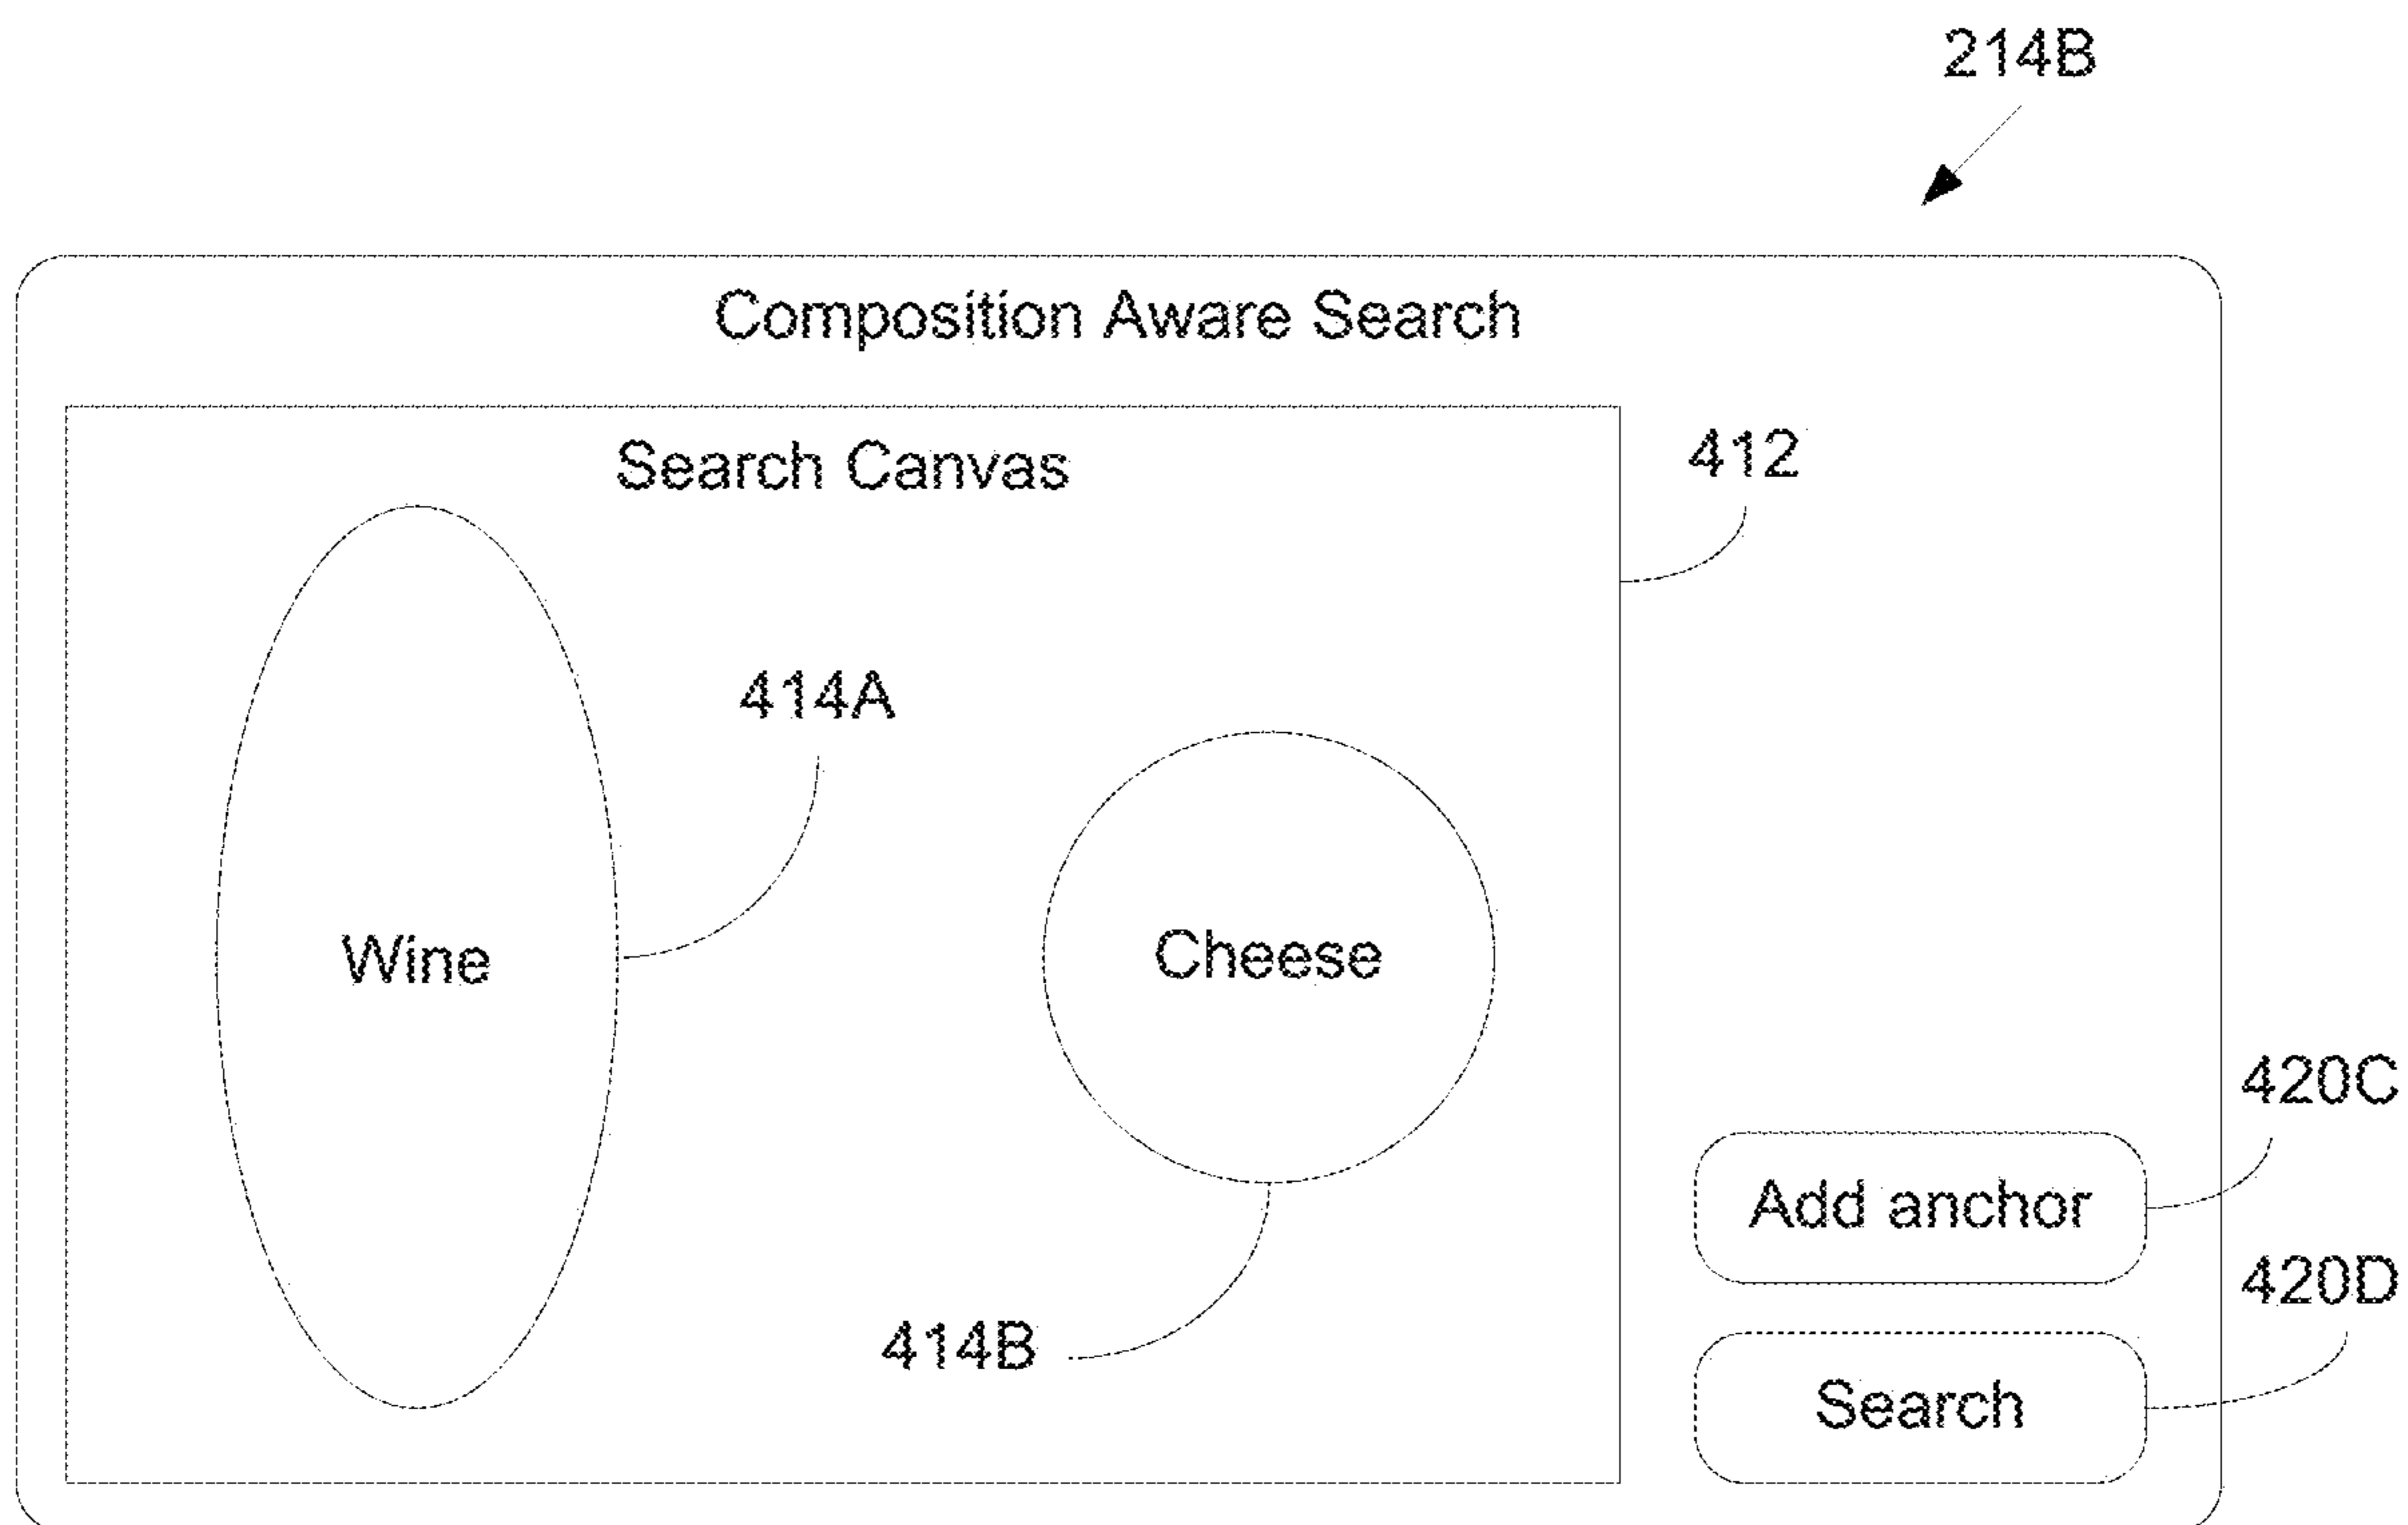 214B
Composition Aware Search
Search Canvas
412
414A
Wine
Cheese
420C
Add anchor
420D
414B
Search